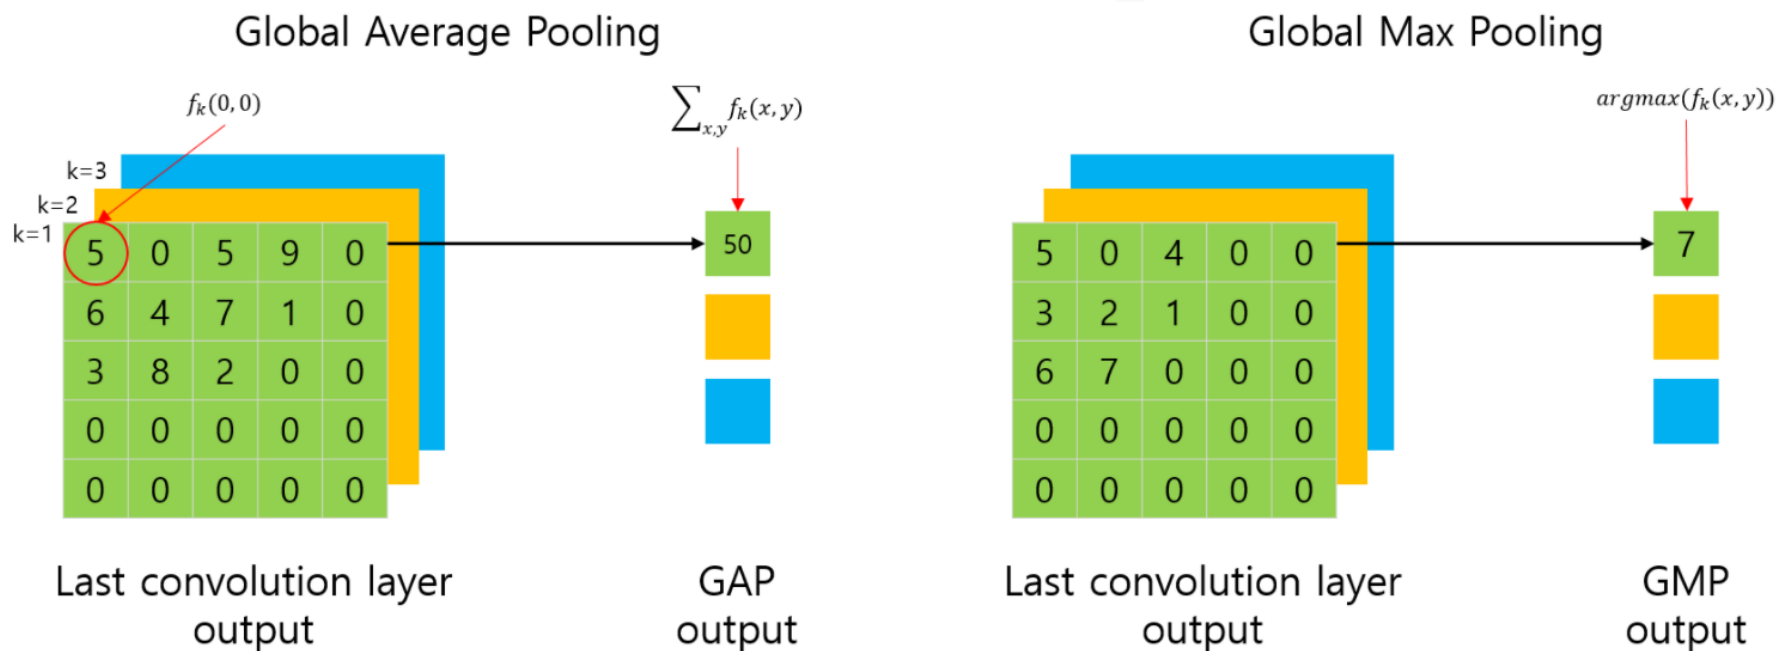 Global Average Pooling
f_k(0,0)
∑_{x,y} f_k(x,y)
k=3
k=2
k=1
5 0 5 9 0
6 4 7 1 0
3 8 2 0 0
0 0 0 0 0
0 0 0 0 0
50
Last convolution layer
output
GAP
output
Global Max Pooling
argmax(f_k(x,y))
5 0 4 0 0
3 2 1 0 0
6 7 0 0 0
0 0 0 0 0
0 0 0 0 0
7
Last convolution layer
output
GMP
output